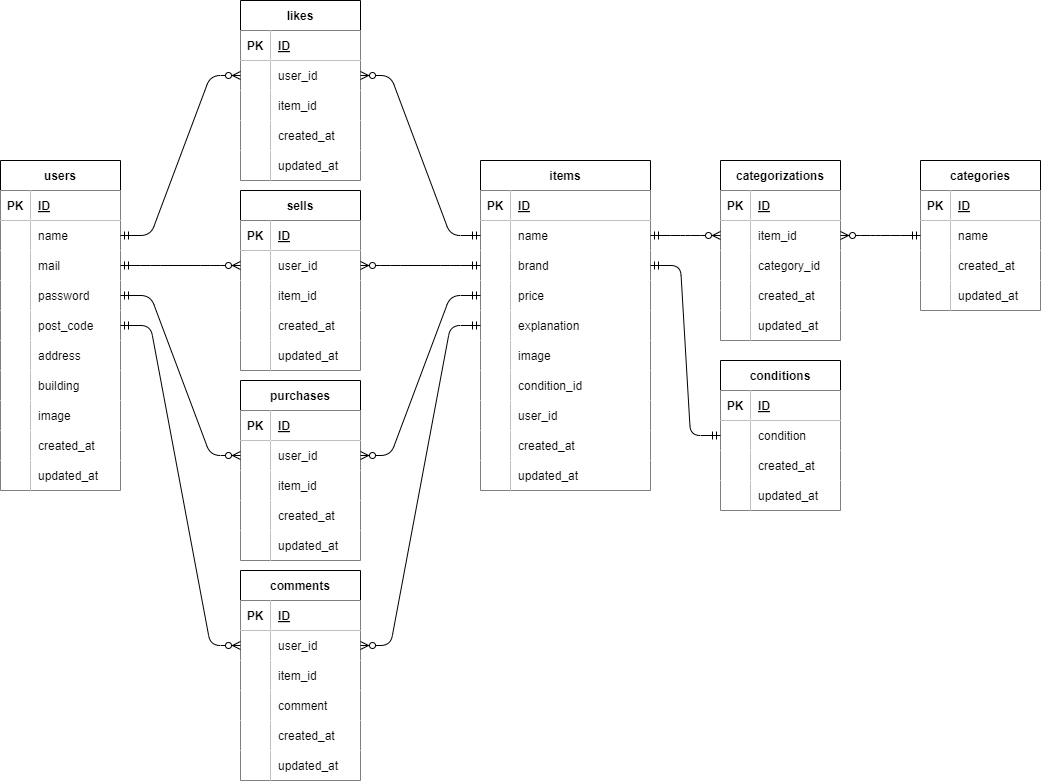 likes
PK ID
user_id
item_id
created_at
updated_at
users
PK ID
name
mail
password
post_code
address
building
image
created_at
updated_at
sells
PK ID
user_id
item_id
created_at
updated_at
purchases
PK ID
user_id
item_id
created_at
updated_at
comments
PK ID
user_id
item_id
comment
created_at
updated_at
items
PK ID
name
brand
price
explanation
image
condition_id
user_id
created_at
updated_at
categorizations
PK ID
item_id
category_id
created_at
updated_at
conditions
PK ID
condition
created_at
updated_at
categories
PK ID
name
created_at
updated_at